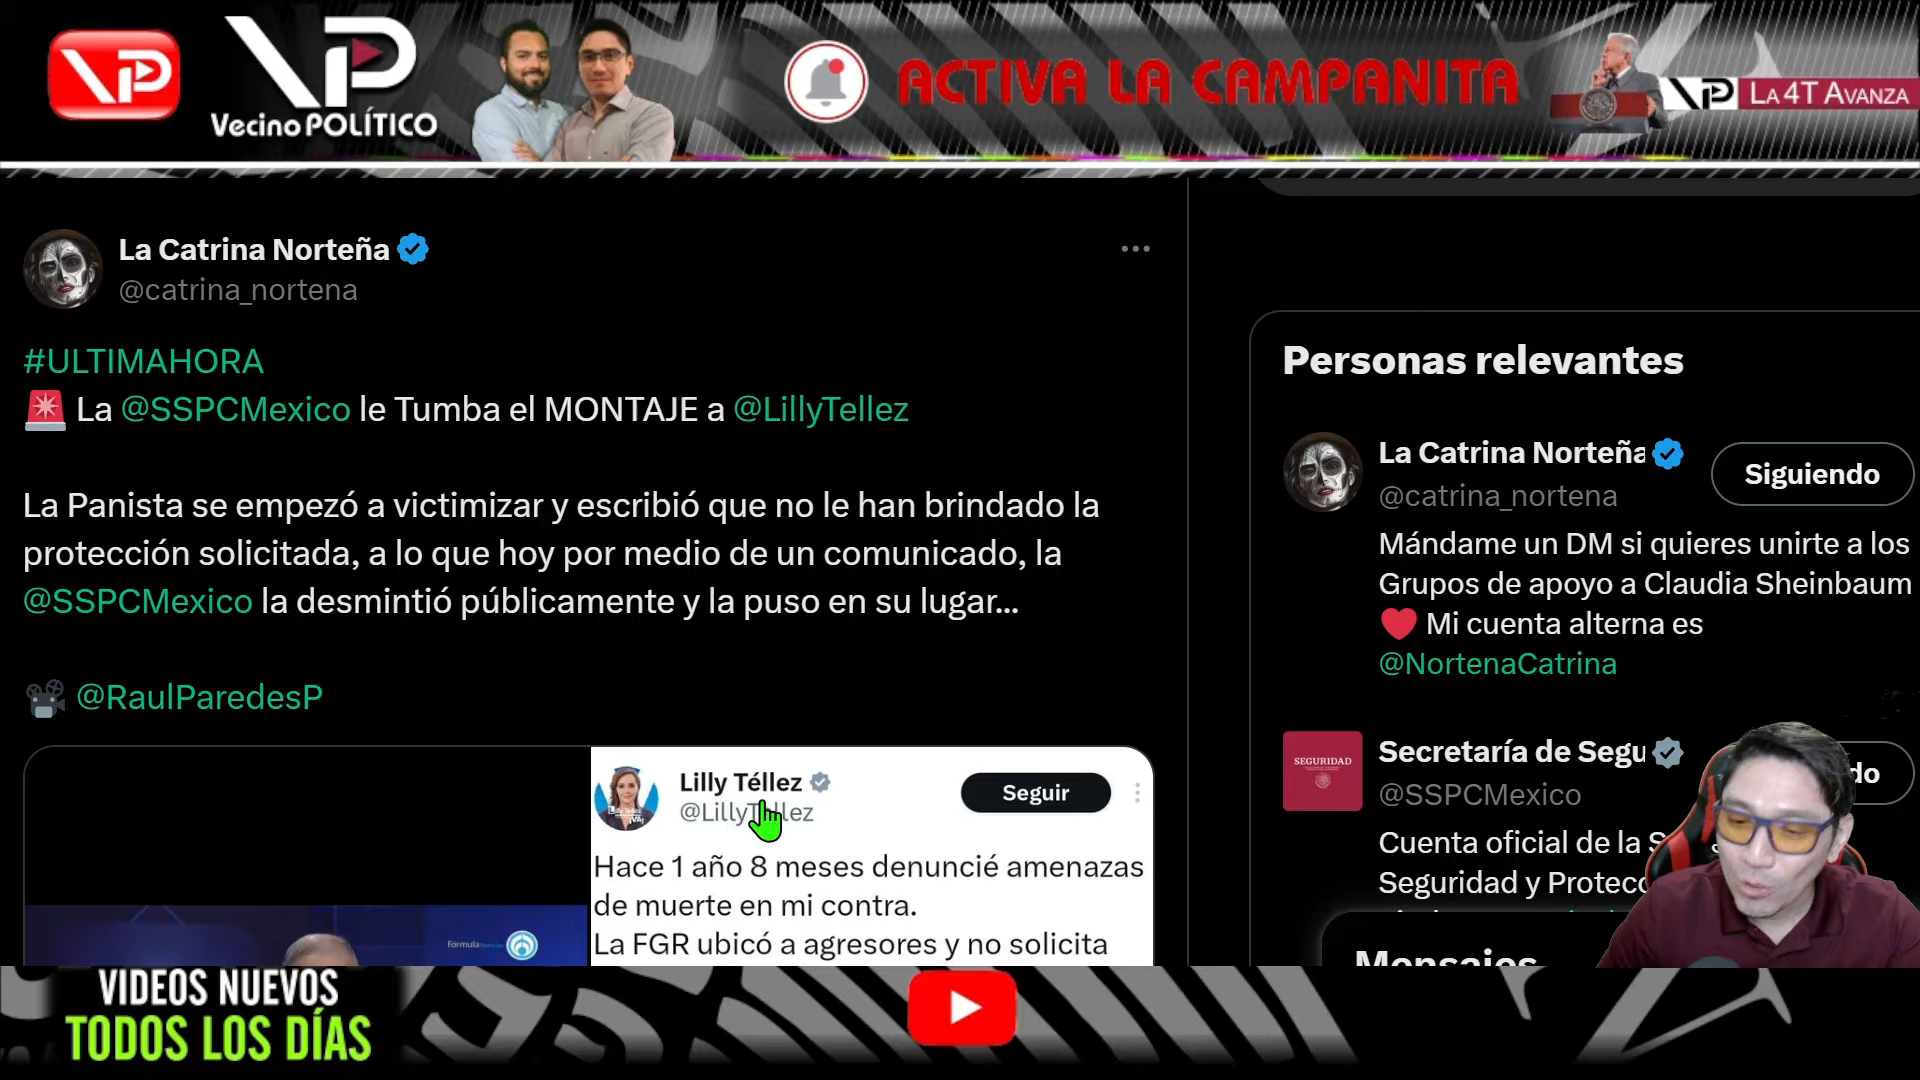 VP
VP
Vecino POLÍTICO
ACTIVA LA CAMPANITA
VP LA 4T AVANZA
La Catrina Norteña
@catrina_nortena
#ULTIMAHORA
La @SSPCMexico le Tumba el MONTAJE a @LillyTellez
La Panista se empezó a victimizar y escribió que no le han brindado la
protección solicitada, a lo que hoy por medio de un comunicado, la
@SSPCMexico la desmintió públicamente y la puso en su lugar...
@RaulParedesP
Lilly Téllez
Seguir
Hace 1 año 8 meses denuncié amenazas
de muerte en mi contra.
La FGR ubicó a agresores y no solicita
Personas relevantes
La Catrina Norteña
@catrina_nortena
Siguiendo
Mándame un DM si quieres unirte a los
Grupos de apoyo a Claudia Sheinbaum
Mi cuenta alterna es
@NortenaCatrina
SEGURIDAD
Secretaría de Segu
@SSPCMexico
Cuenta oficial de la
Seguridad y
Mensajes
VIDEOS NUEVOS
TODOS LOS DÍAS